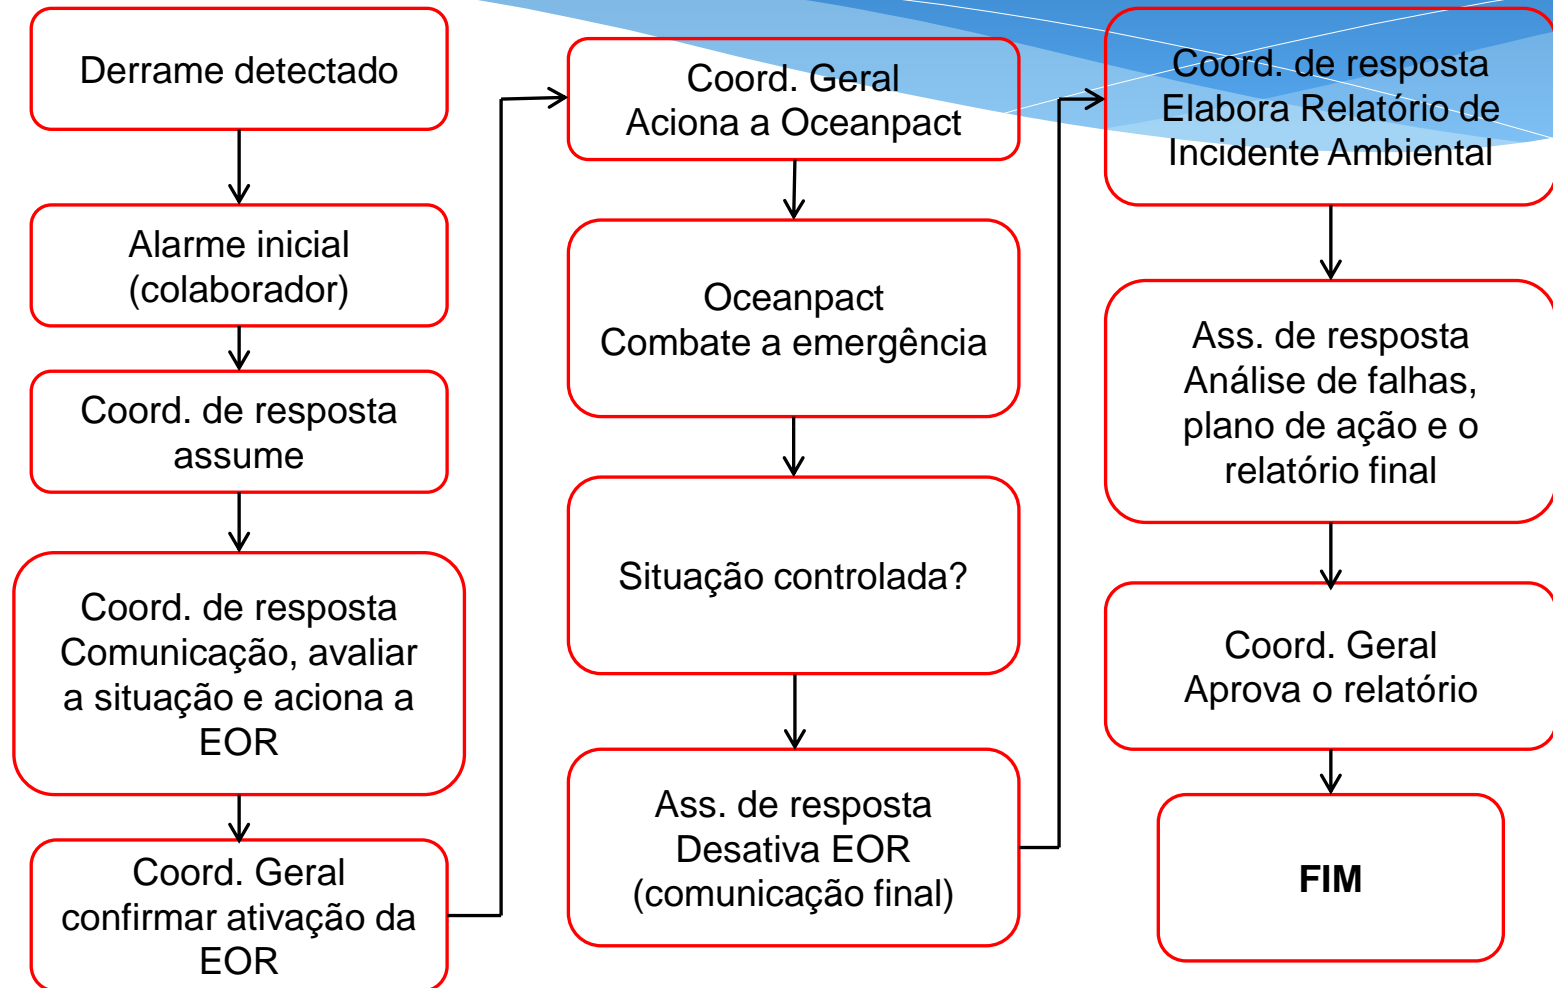 Derrame detectado
Alarme inicial
(colaborador)
Coord. de resposta
assume
Coord. de resposta
Comunicação, avaliar
a situação e aciona a
EOR
Coord. Geral
confirmar ativação da
EOR
Coord. Geral
Aciona a Oceanpact
Oceanpact
Combate a emergência
Situação controlada?
Ass. de resposta
Desativa EOR
(comunicação final)
Coord. de resposta
Elabora Relatório de
Incidente Ambiental
Ass. de resposta
Análise de falhas,
plano de ação e o
relatório final
Coord. Geral
Aprova o relatório
FIM